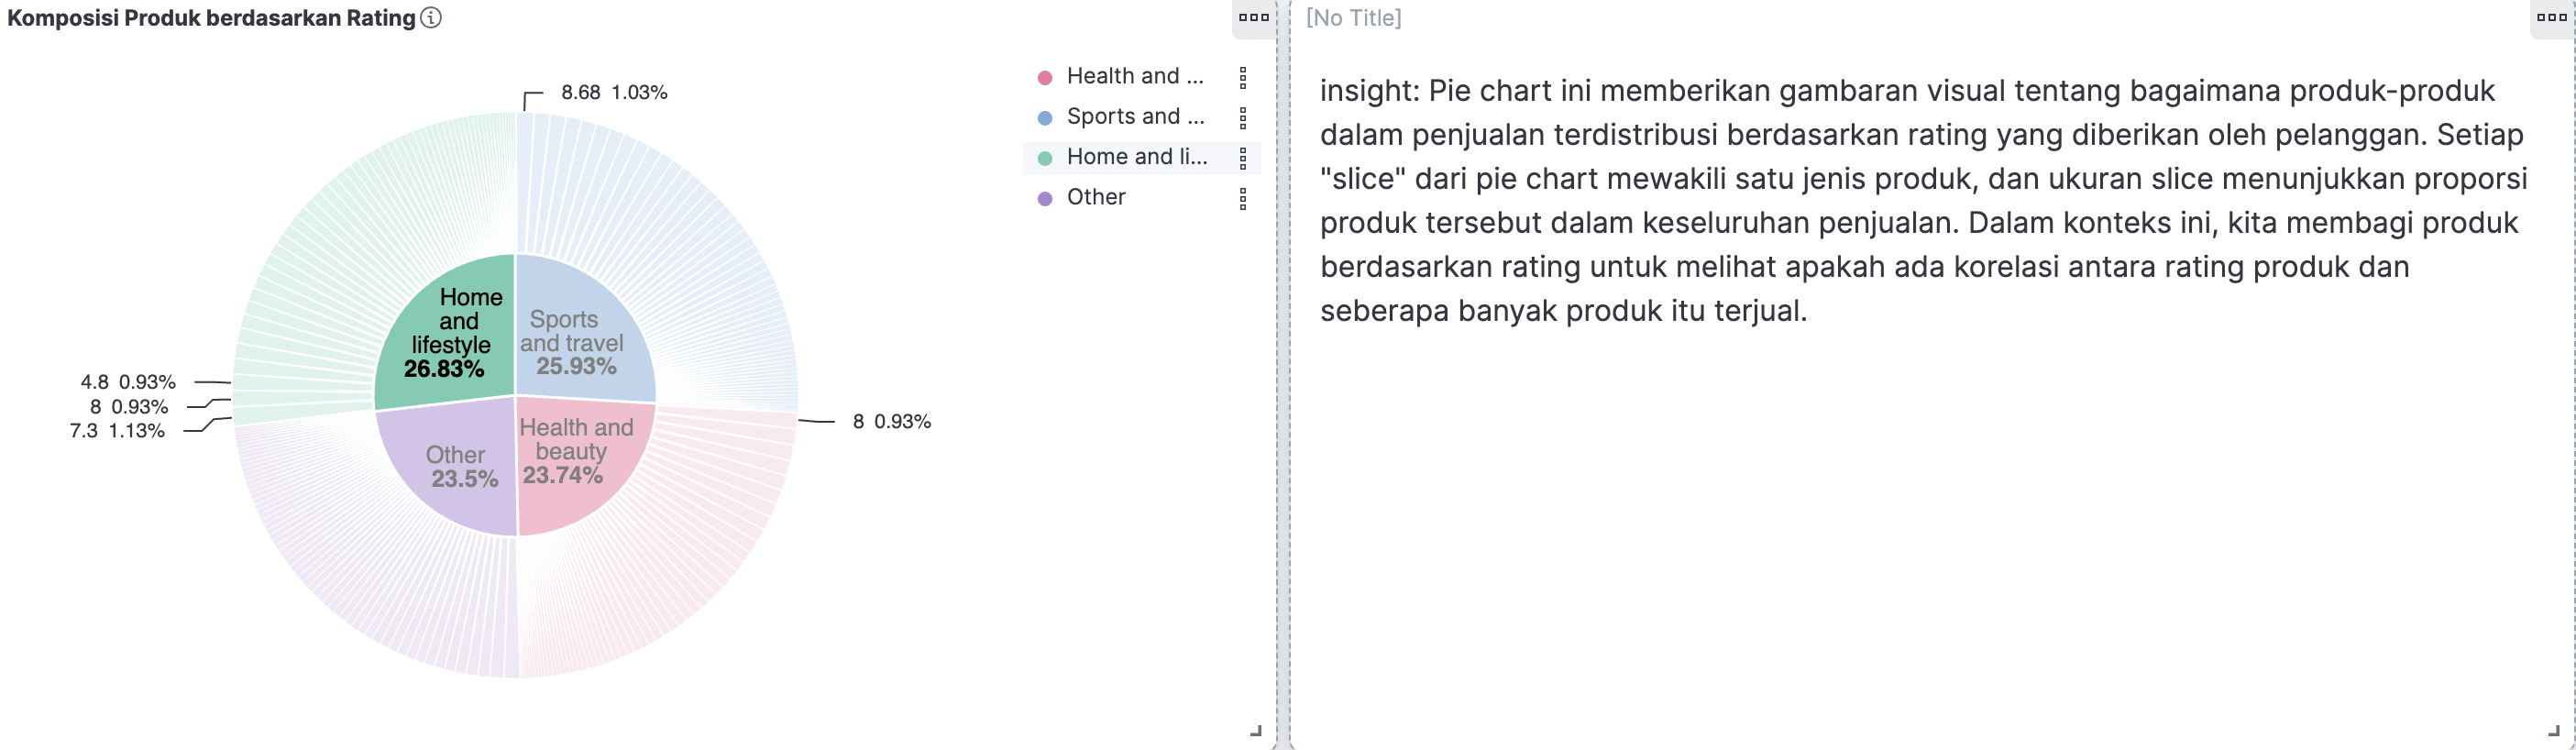 Komposisi Produk berdasarkan Rating
[No Title]
Health and ...
Sports and ...
Home and li...
Other
8.68 1.03%
Home
and
lifestyle
26.83%
Sports
and travel
25.93%
4.8 0.93%
8 0.93%
7.3 1.13%
8 0.93%
Other
23.5%
Health and
beauty
23.74%
insight: Pie chart ini memberikan gambaran visual tentang bagaimana produk-produk
dalam penjualan terdistribusi berdasarkan rating yang diberikan oleh pelanggan. Setiap
"slice" dari pie chart mewakili satu jenis produk, dan ukuran slice menunjukkan proporsi
produk tersebut dalam keseluruhan penjualan. Dalam konteks ini, kita membagi produk
berdasarkan rating untuk melihat apakah ada korelasi antara rating produk dan
seberapa banyak produk itu terjual.